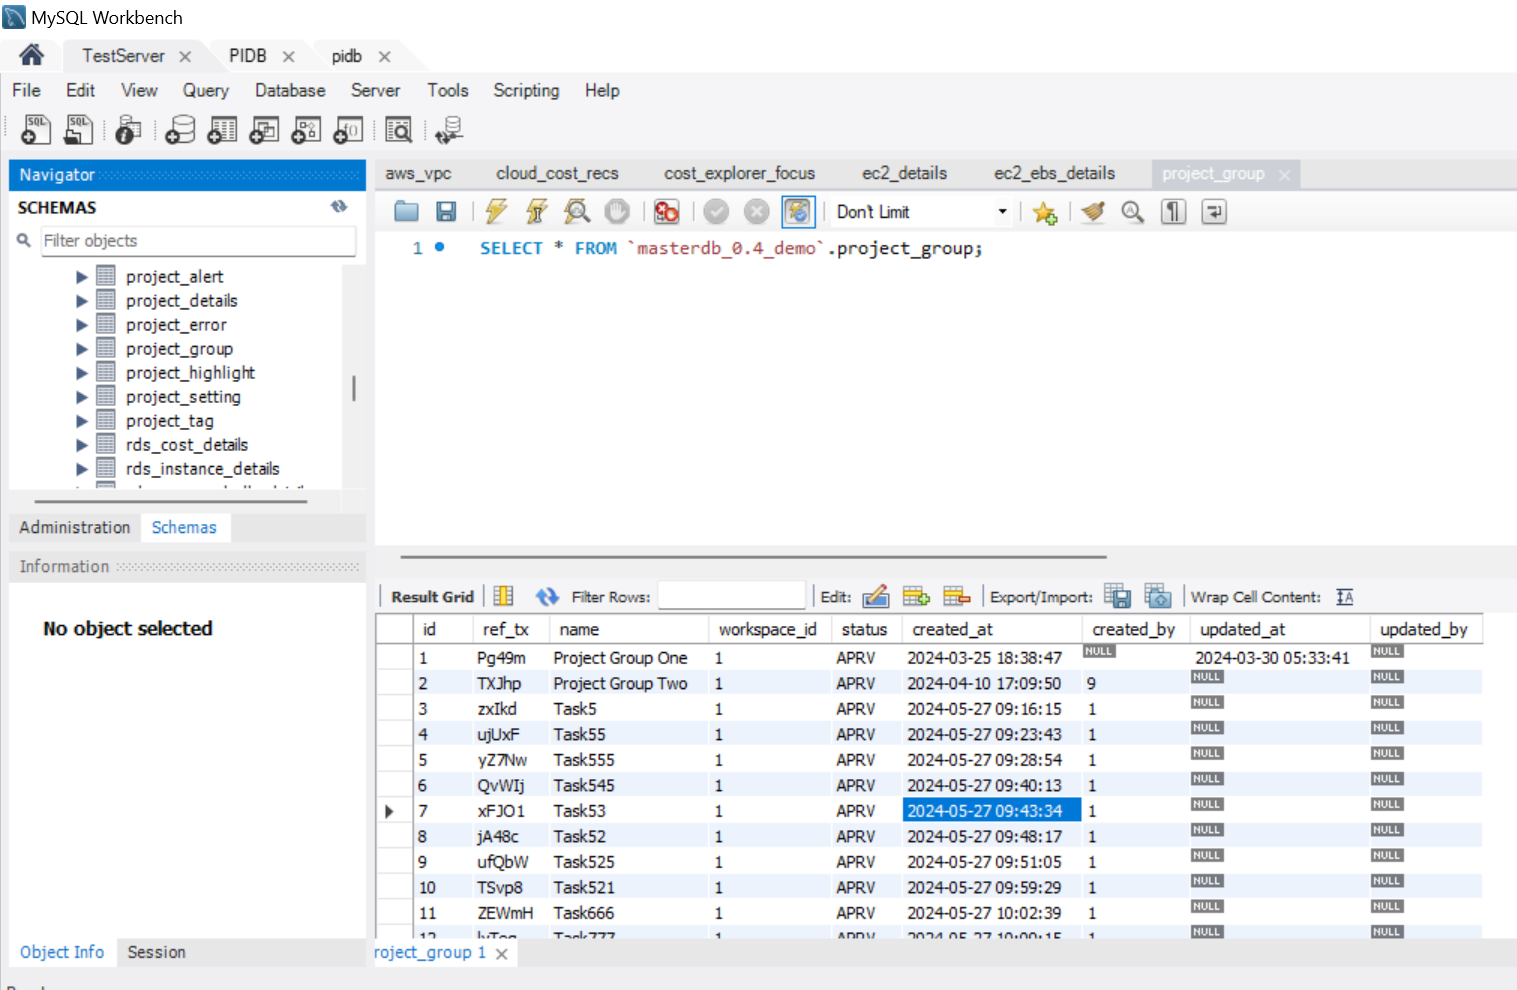 MySQL Workbench
TestServer PIDB pidb
File Edit View Query Database Server Tools Scripting Help
Navigator
SCHEMAS
Filter objects
project_alert
project_details
project_error
project_group
project_highlight
project_setting
project_tag
rds_cost_details
rds_instance_details
Administration Schemas
Information
No object selected
Object Info Session
aws_vpc cloud_cost_recs cost_explorer_focus ec2_details ec2_ebs_details project_group
Don't Limit
1 SELECT * FROM `masterdb_0.4_demo`.project_group;
Result Grid Filter Rows: Edit: Export/Import: Wrap Cell Content:
id ref_tx name workspace_id status created_at created_by updated_at updated_by
1 Pg49m Project Group One 1 APRV 2024-03-25 18:38:47 NULL 2024-03-30 05:33:41 NULL
2 TXJhp Project Group Two 1 APRV 2024-04-10 17:09:50 9 NULL NULL
3 zxIkd Task5 1 APRV 2024-05-27 09:16:15 1 NULL NULL
4 ujUxF Task55 1 APRV 2024-05-27 09:23:43 1 NULL NULL
5 yZ7Nw Task555 1 APRV 2024-05-27 09:28:54 1 NULL NULL
6 QvWIj Task545 1 APRV 2024-05-27 09:40:13 1 NULL NULL
7 xFJO1 Task53 1 APRV 2024-05-27 09:43:34 1 NULL NULL
8 jA48c Task52 1 APRV 2024-05-27 09:48:17 1 NULL NULL
9 ufQbW Task525 1 APRV 2024-05-27 09:51:05 1 NULL NULL
10 TSvp8 Task521 1 APRV 2024-05-27 09:59:29 1 NULL NULL
11 ZEWmH Task666 1 APRV 2024-05-27 10:02:39 1 NULL NULL
12 Task777 1 APRV 1 NULL NULL
roject_group 1